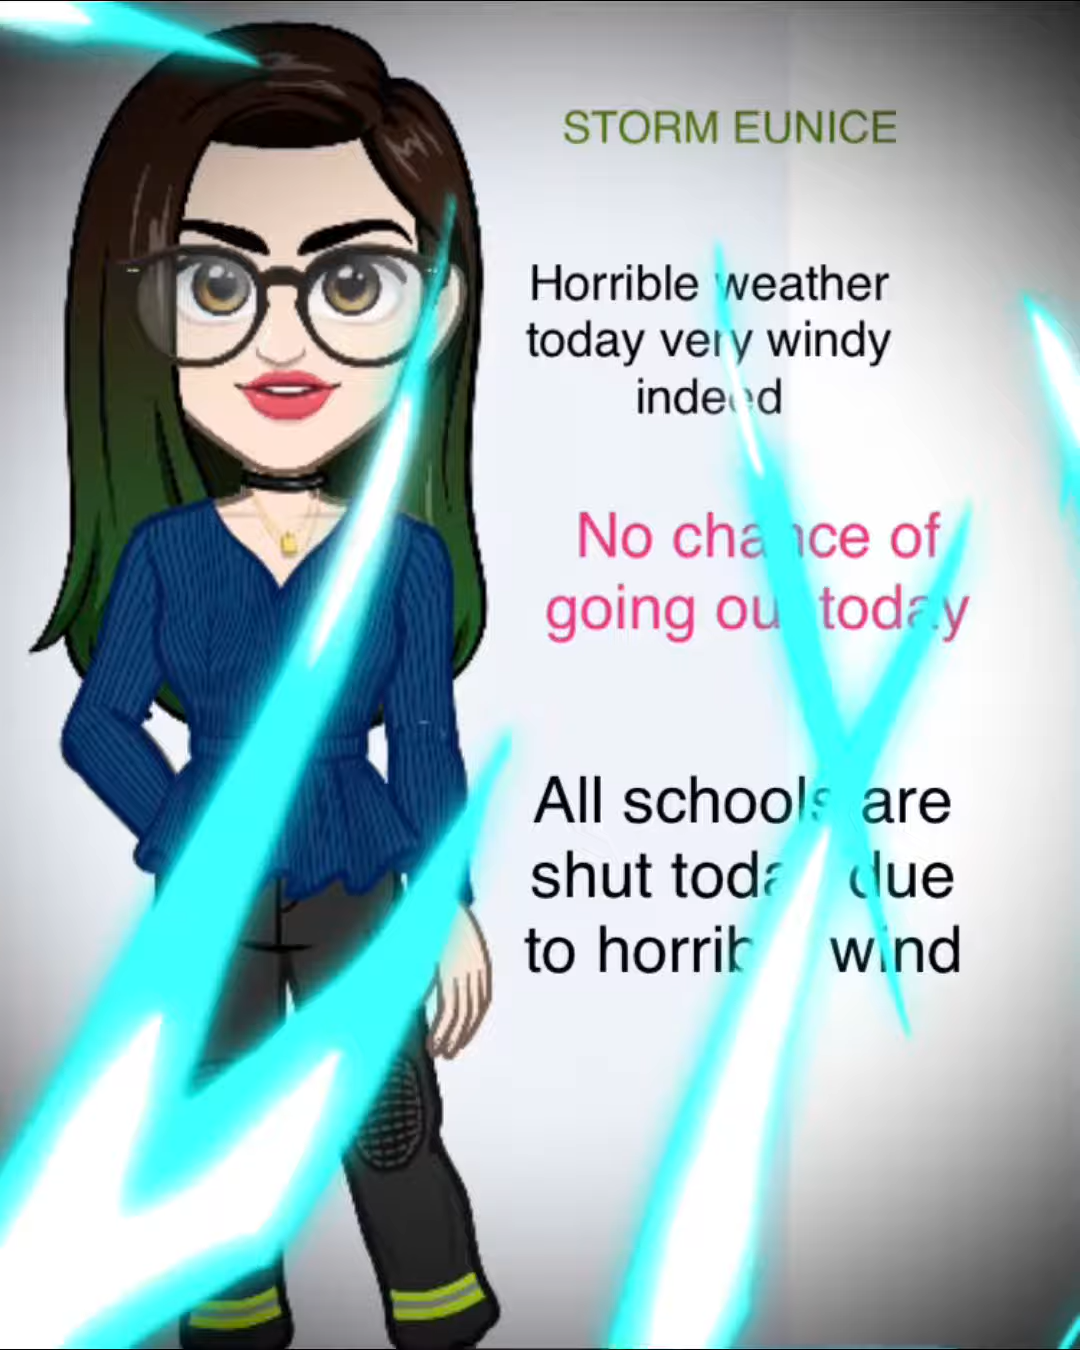 STORM EUNICE
Horrible weather
today very windy
indeed
No chance of
going out today
All schools are
shut today due
to horrible wind